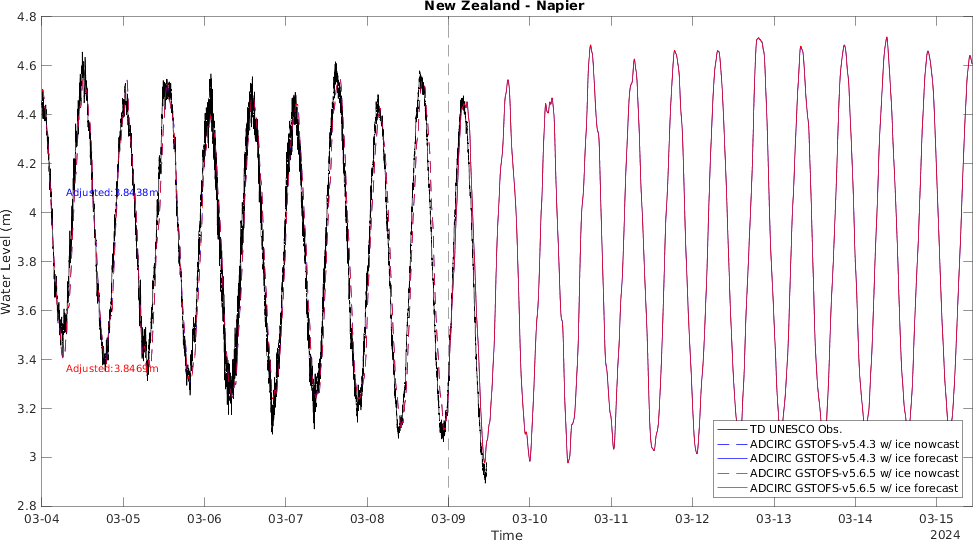 New Zealand - Napier
Water Level (m)
4.8
4.6
4.4
4.2
4
3.8
3.6
3.4
3.2
3
2.8
Adjusted:3.8438m
Adjusted:3.8469m
TD UNESCO Obs.
ADCIRC GSTOFS-v5.4.3 w/ ice nowcast
ADCIRC GSTOFS-v5.4.3 w/ ice forecast
ADCIRC GSTOFS-v5.6.5 w/ ice nowcast
ADCIRC GSTOFS-v5.6.5 w/ ice forecast
03-04 03-05 03-06 03-07 03-08 03-09 03-10 03-11 03-12 03-13 03-14 03-15
Time
2024